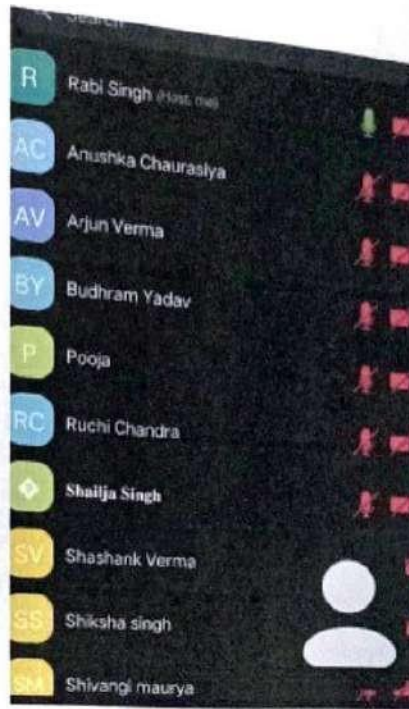 Search
R Rabi Singh (Host, me)
AC Anushka Chaurasiya
AV Arjun Verma
BY Budhram Yadav
P Pooja
RC Ruchi Chandra
Shailja Singh
SV Shashank Verma
SS Shiksha singh
SM Shivangi maurya